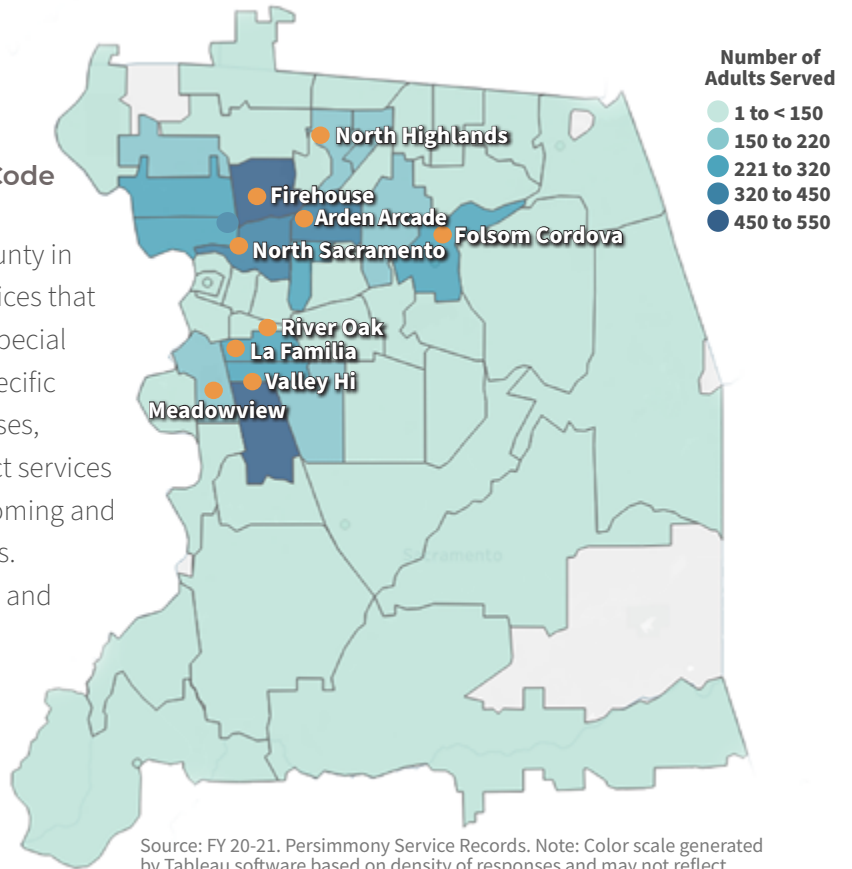 Code
unty in
ices that
pecial
ecific
ses,
ct services
oming and
s.
and
Number of
Adults Served
1 to < 150
150 to 220
221 to 320
320 to 450
450 to 550
North Highlands
Firehouse
Arden Arcade
Folsom Cordova
North Sacramento
River Oak
La Familia
Valley Hi
Meadowview
Sacramento
Source: FY 20-21. Persimmony Service Records. Note: Color scale generated
by Tableau software based on density of responses and may not reflect